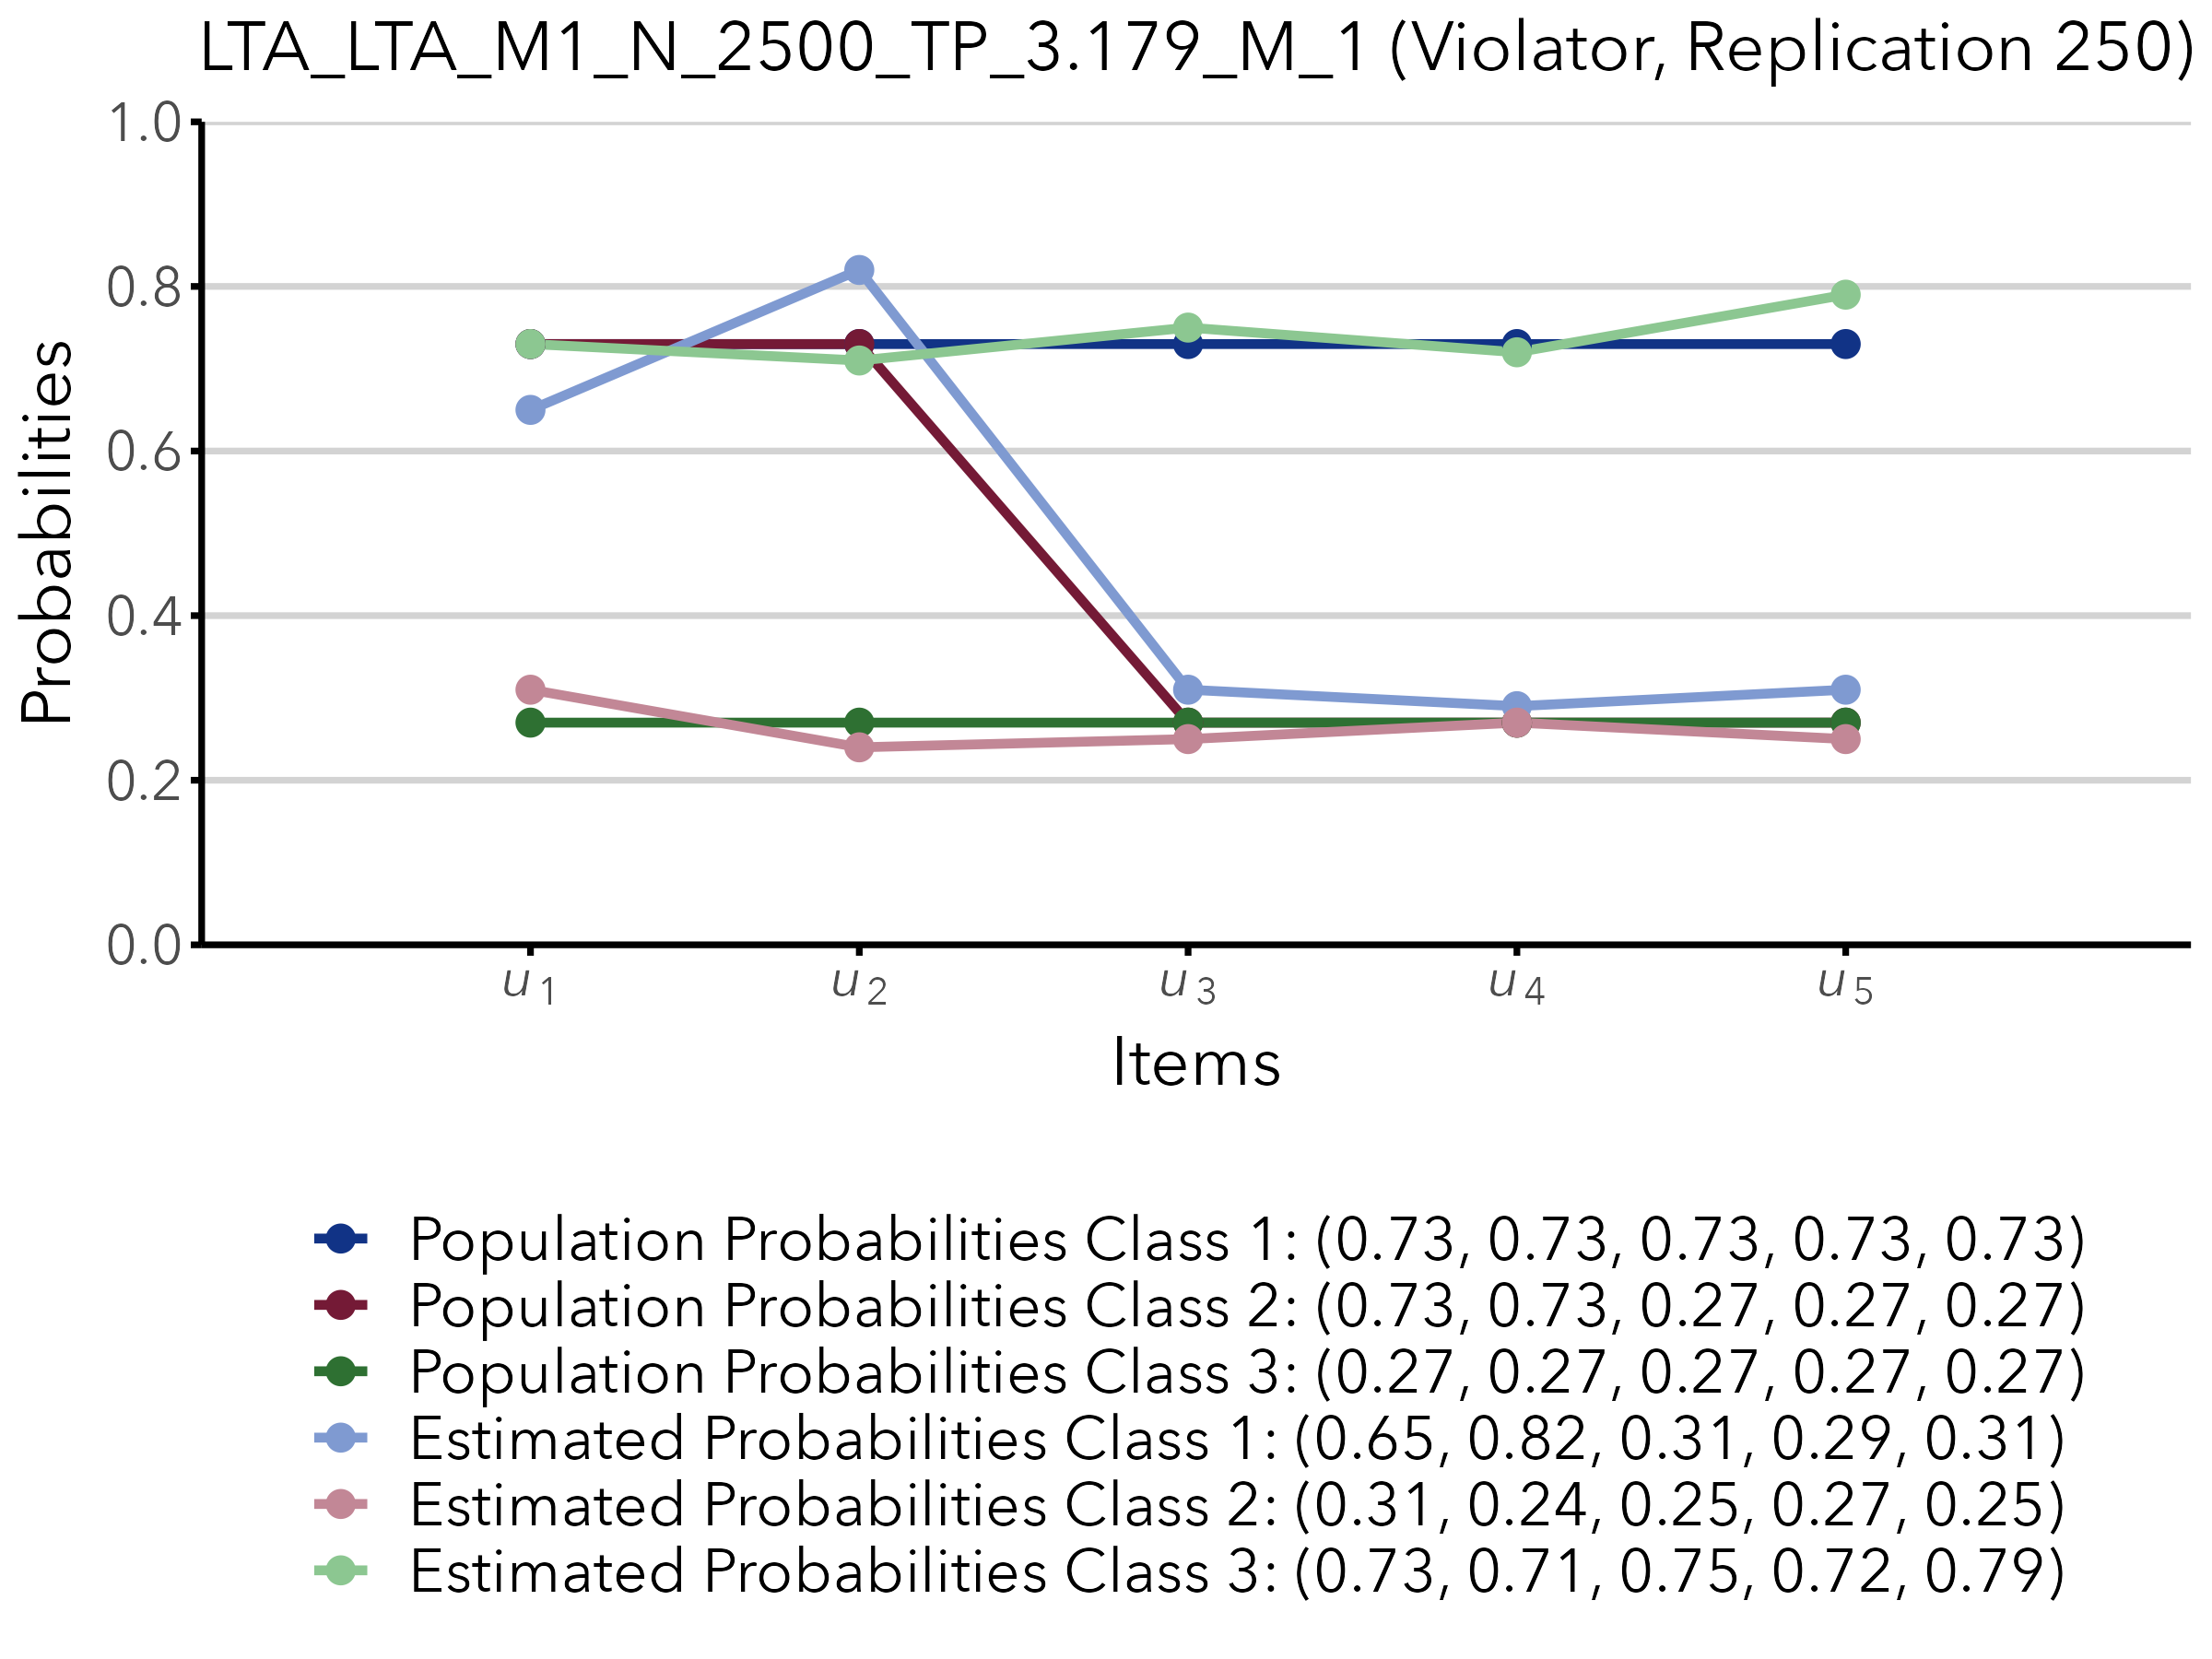 LTA_LTA_M1_N_2500_TP_3.179_M_1 (Violator, Replication 250)
1.0
0.8
0.6
0.4
0.2
0.0
Probabilities
u1
u2
u3
u4
u5
Items
Population Probabilities Class 1: (0.73, 0.73, 0.73, 0.73, 0.73)
Population Probabilities Class 2: (0.73, 0.73, 0.27, 0.27, 0.27)
Population Probabilities Class 3: (0.27, 0.27, 0.27, 0.27, 0.27)
Estimated Probabilities Class 1: (0.65, 0.82, 0.31, 0.29, 0.31)
Estimated Probabilities Class 2: (0.31, 0.24, 0.25, 0.27, 0.25)
Estimated Probabilities Class 3: (0.73, 0.71, 0.75, 0.72, 0.79)